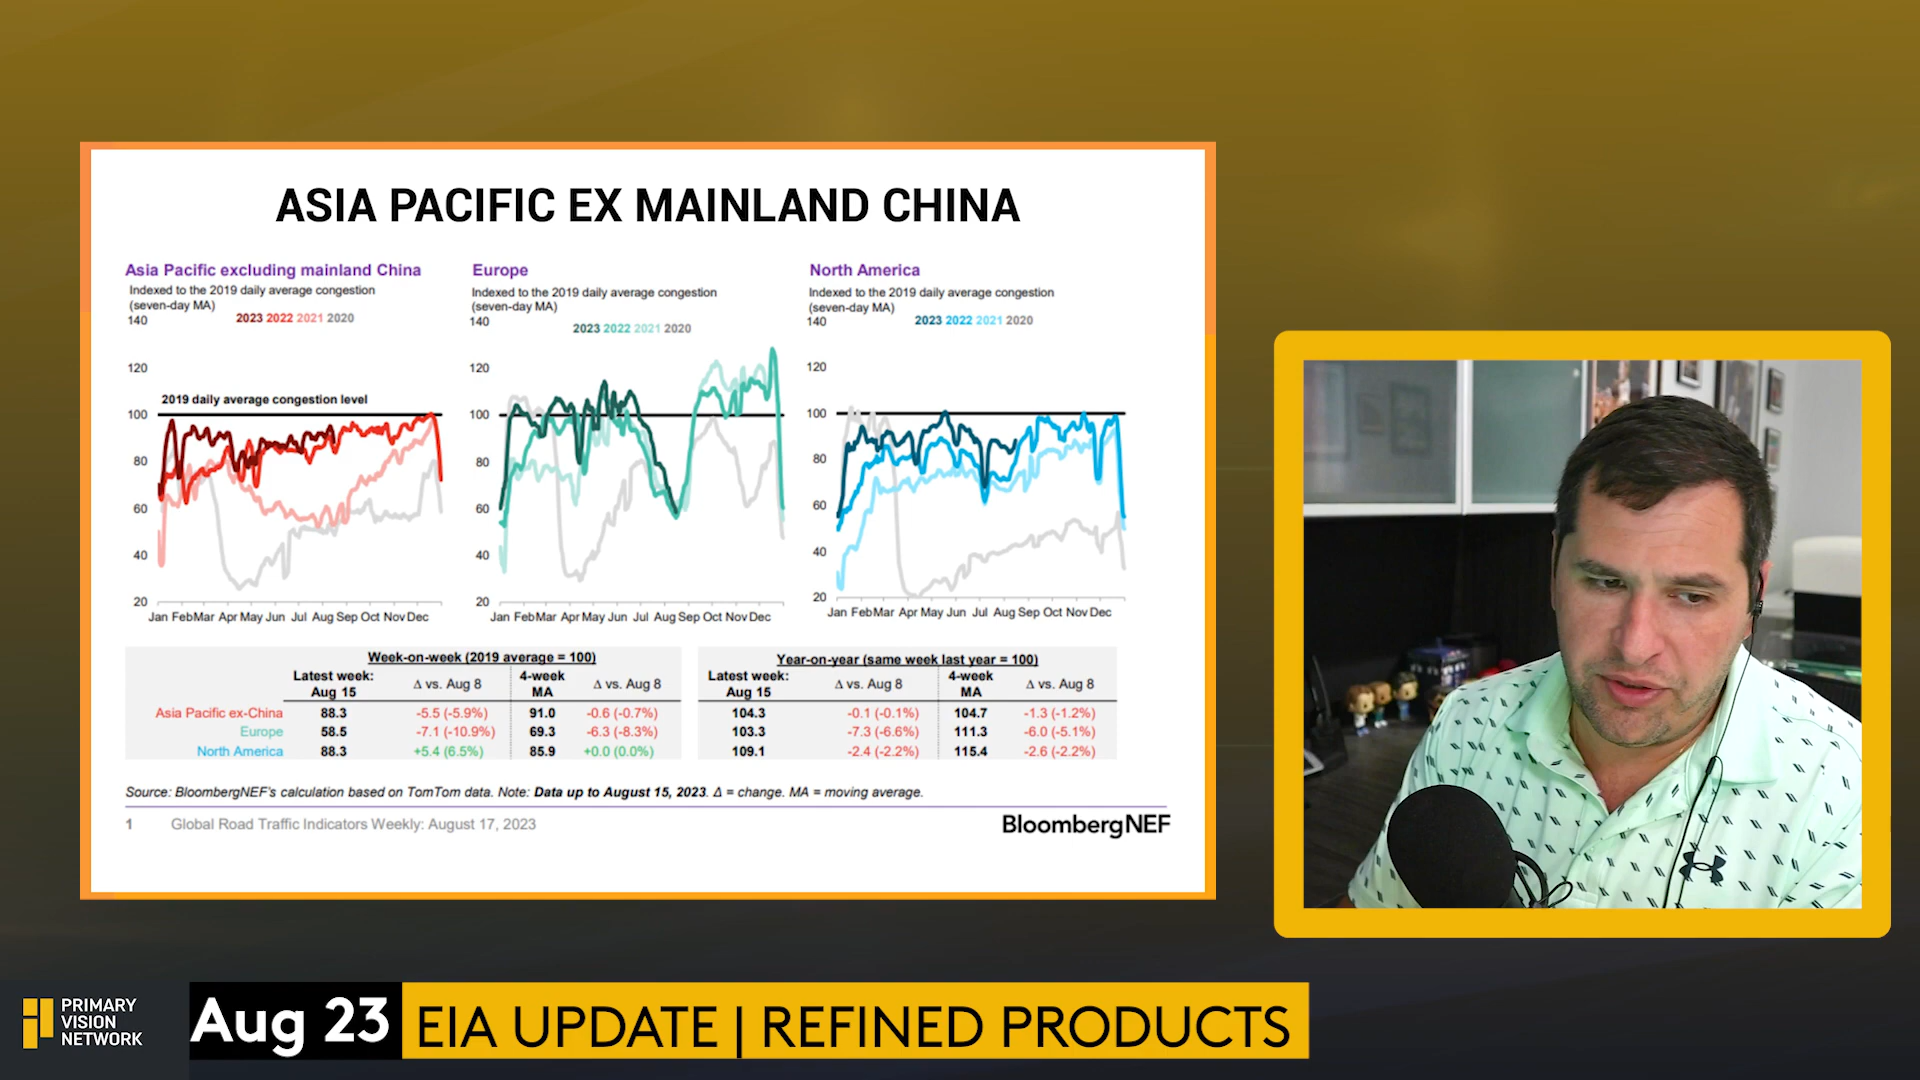 ASIA PACIFIC EX MAINLAND CHINA
Asia Pacific excluding mainland China
Indexed to the 2019 daily average congestion
(seven-day MA)
2023 2022 2021 2020
140
120
2019 daily average congestion level
100
80
60
40
20
Jan Feb Mar Apr May Jun Jul Aug Sep Oct Nov Dec
Europe
Indexed to the 2019 daily average congestion
(seven-day MA)
140
2023 2022 2021 2020
120
100
80
60
40
20
Jan Feb Mar Apr May Jun Jul Aug Sep Oct Nov Dec
North America
Indexed to the 2019 daily average congestion
(seven-day MA)
140
2023 2022 2021 2020
120
100
80
60
40
20
Jan Feb Mar Apr May Jun Jul Aug Sep Oct Nov Dec
Week-on-week (2019 average = 100)
Latest week: Aug 15 Δ vs. Aug 8 4-week MA Δ vs. Aug 8
Asia Pacific ex-China 88.3 -5.5 (-5.9%) 91.0 -0.6 (-0.7%)
Europe 58.5 -7.1 (-10.9%) 69.3 -6.3 (-8.3%)
North America 88.3 +5.4 (6.5%) 85.9 +0.0 (0.0%)
Year-on-year (same week last year = 100)
Latest week: Aug 15 Δ vs. Aug 8 4-week MA Δ vs. Aug 8
104.3 -0.1 (-0.1%) 104.7 -1.3 (-1.2%)
103.3 -7.3 (-6.6%) 111.3 -6.0 (-5.1%)
109.1 -2.4 (-2.2%) 115.4 -2.6 (-2.2%)
Source: BloombergNEF's calculation based on TomTom data. Note: Data up to August 15, 2023. Δ = change. MA = moving average.
1 Global Road Traffic Indicators Weekly: August 17, 2023
BloombergNEF
PRIMARY
VISION
NETWORK
Aug 23
EIA UPDATE | REFINED PRODUCTS